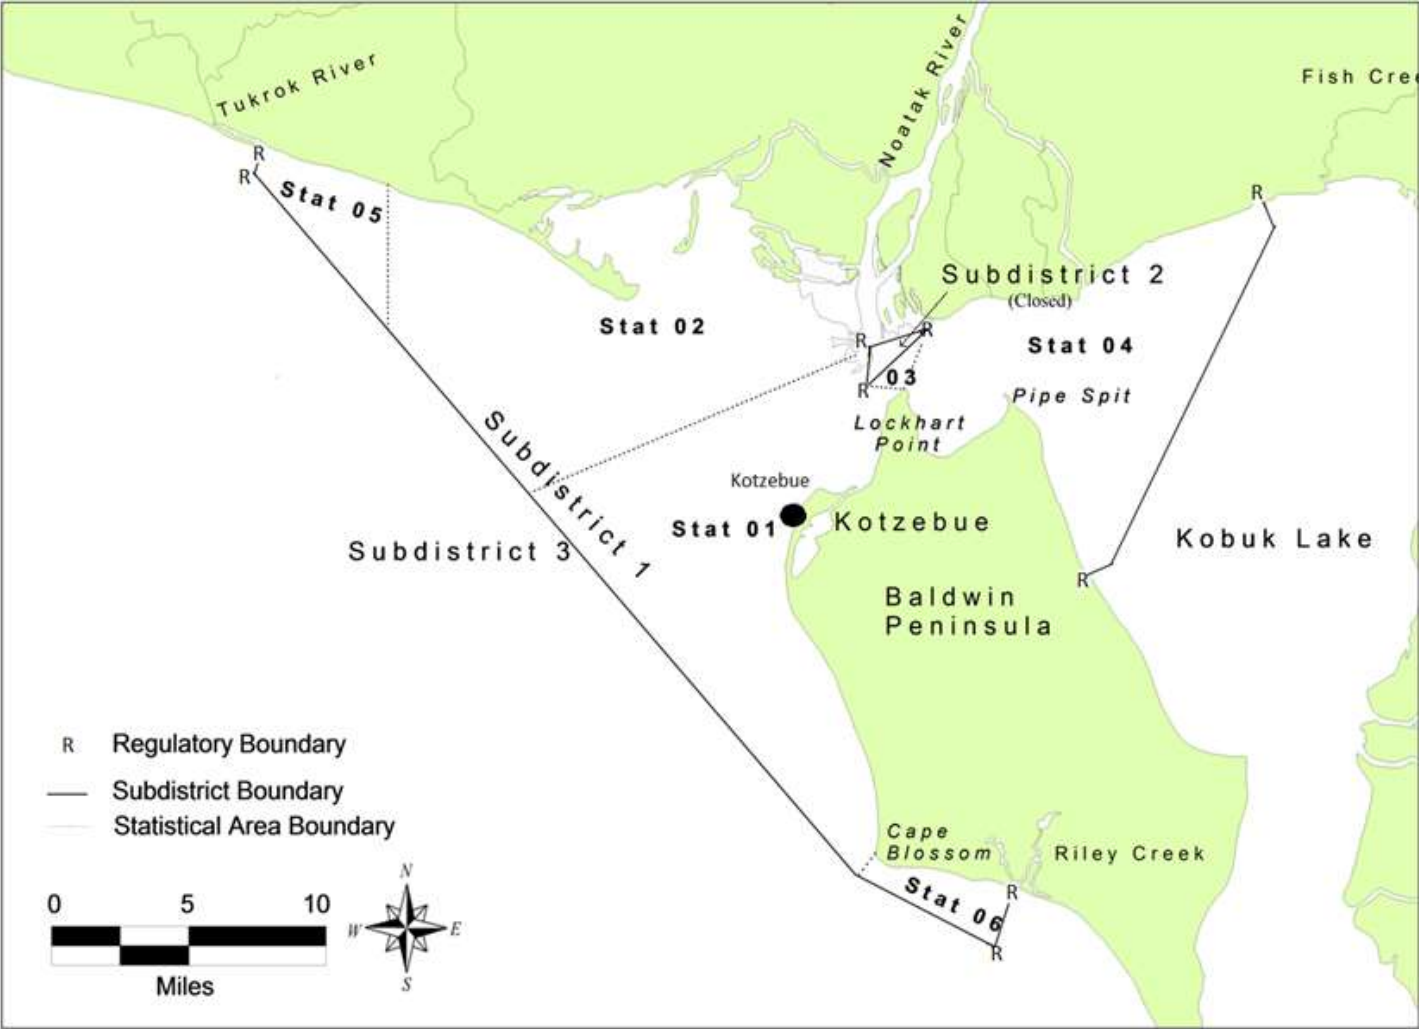 Tukrok River
Noatak River
Fish Cree
R
R
Stat 05
R
Subdistrict 2
(Closed)
Stat 02
R
R
Stat 04
03
R
Pipe Spit
Lockhart
Point
Subdistrict 1
Kotzebue
Stat 01
Kotzebue
Subdistrict 3
Kobuk Lake
R
Baldwin
Peninsula
R Regulatory Boundary
Subdistrict Boundary
Statistical Area Boundary
Cape
Blossom
Riley Creek
Stat 06
R
R
N
W
E
S
0 5 10
Miles